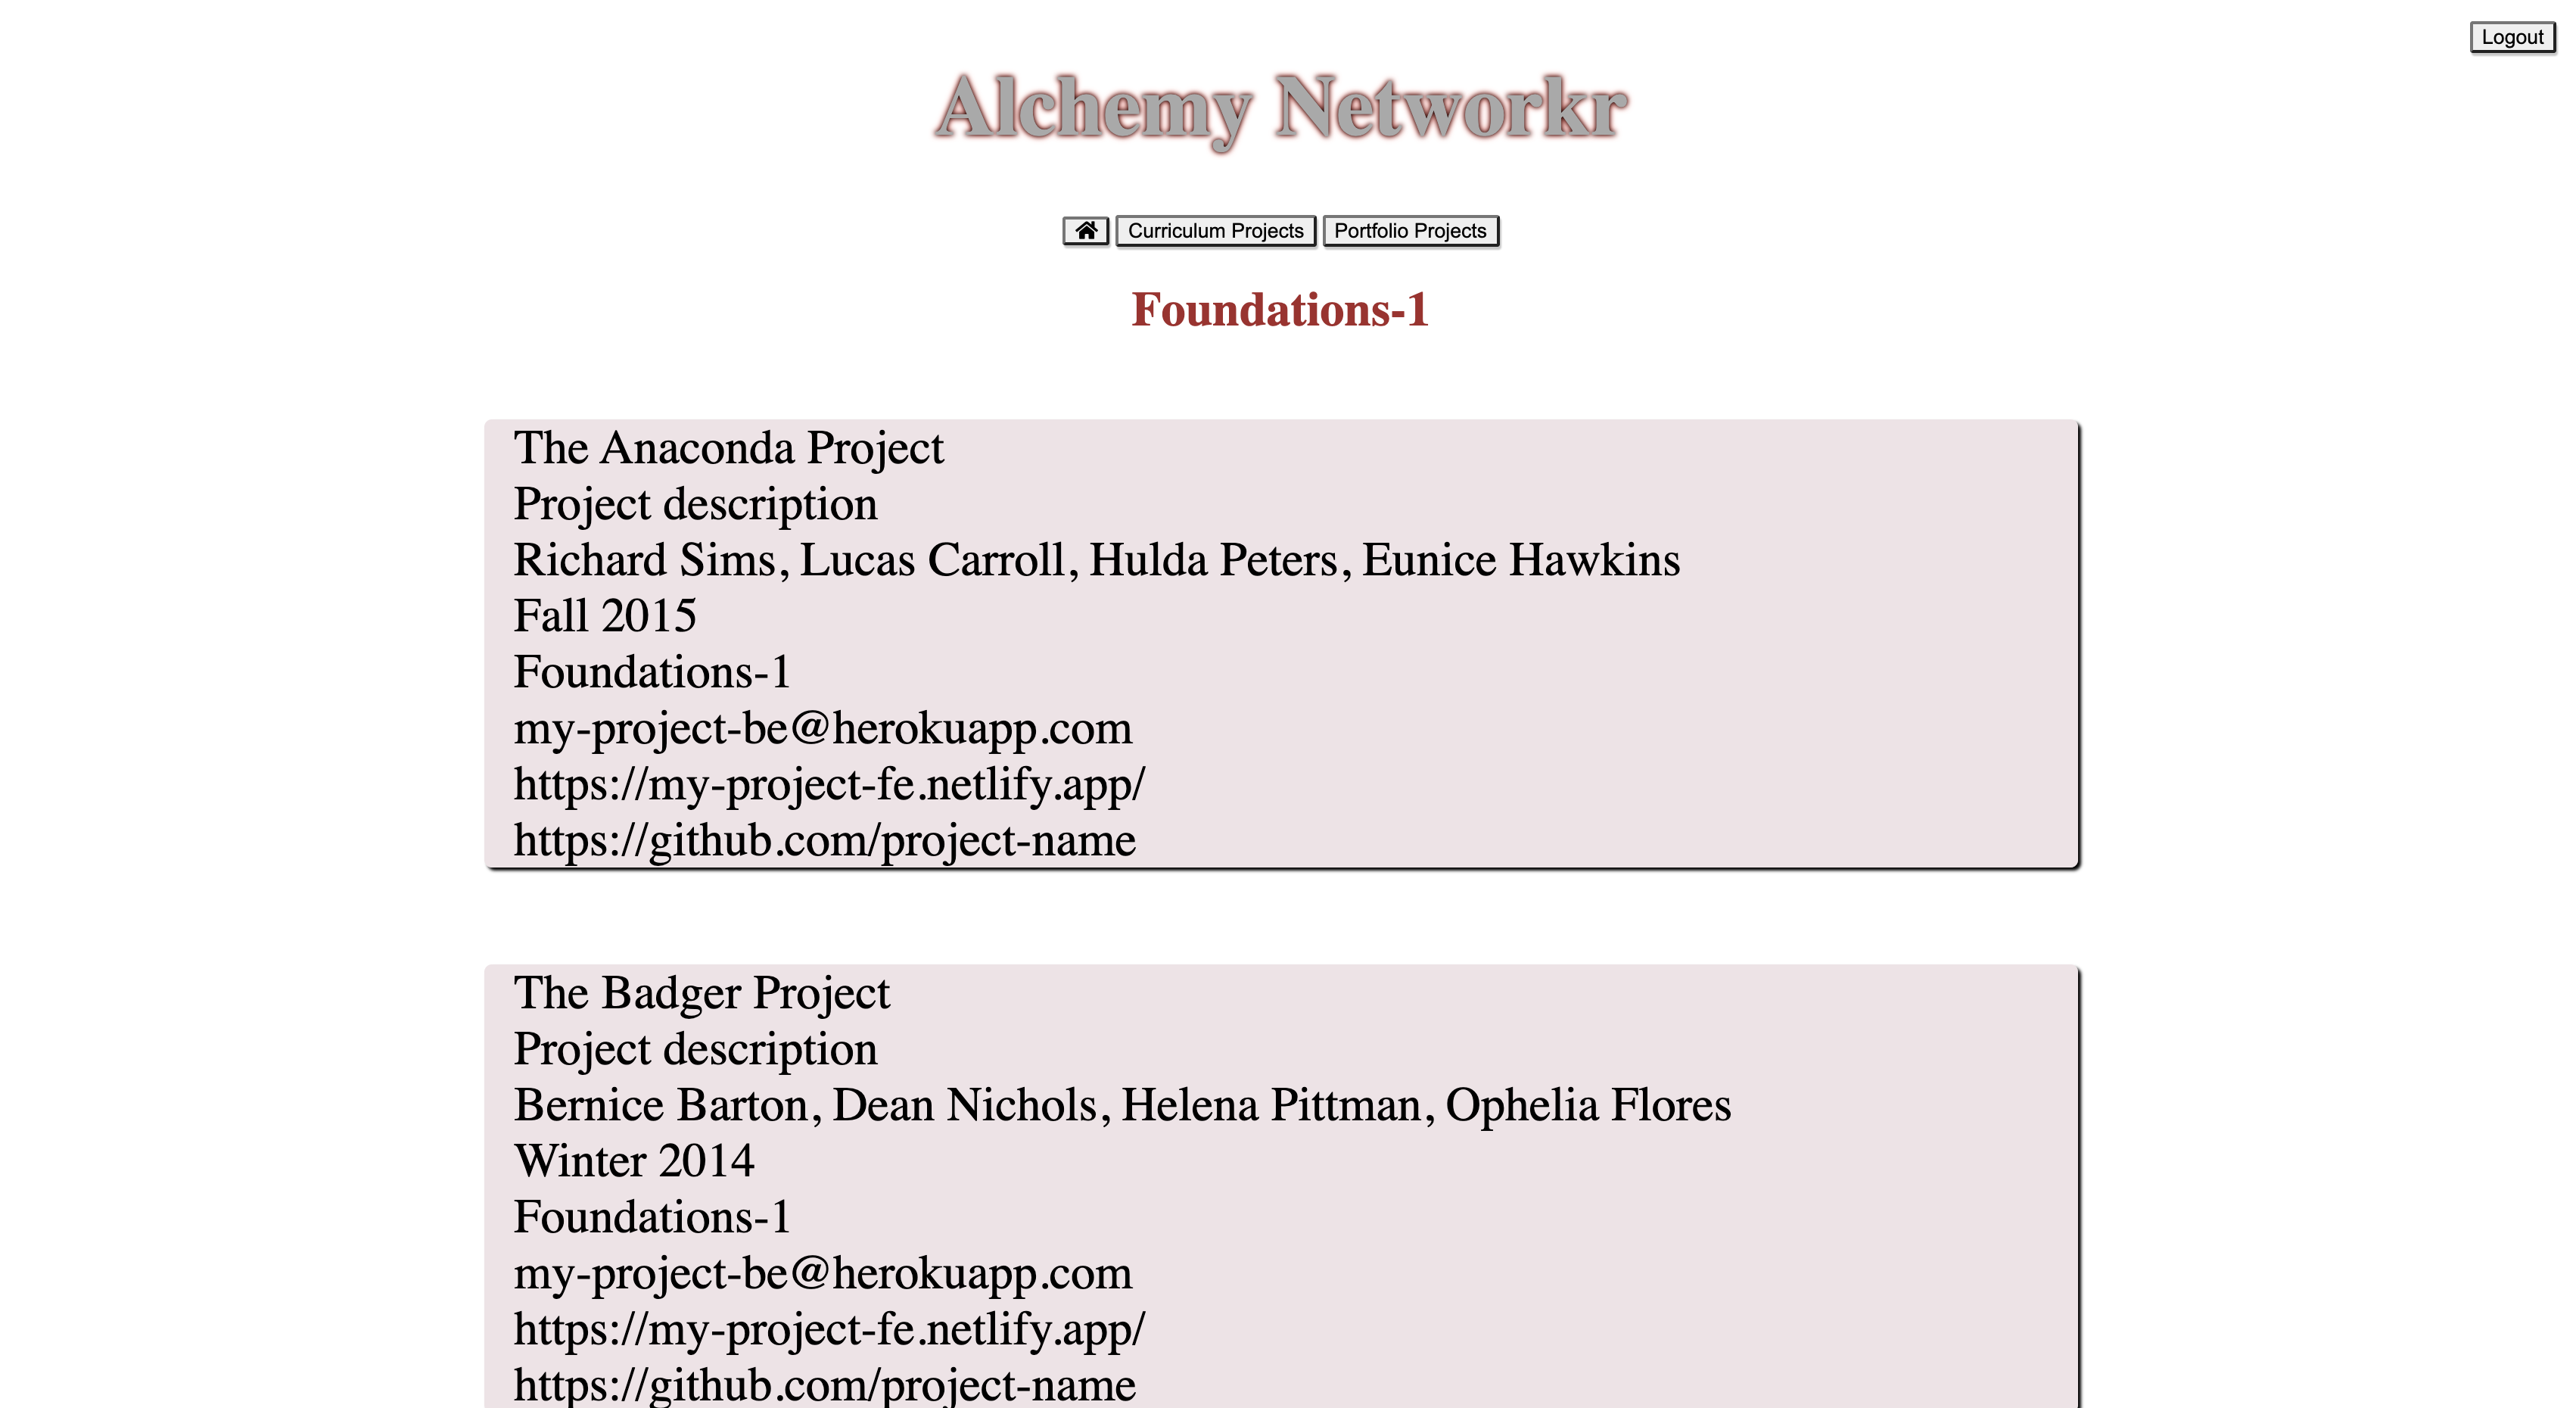 Logout
Alchemy Networkr
Curriculum Projects Portfolio Projects
Foundations-1
The Anaconda Project
Project description
Richard Sims, Lucas Carroll, Hulda Peters, Eunice Hawkins
Fall 2015
Foundations-1
my-project-be@herokuapp.com
https://my-project-fe.netlify.app/
https://github.com/project-name
The Badger Project
Project description
Bernice Barton, Dean Nichols, Helena Pittman, Ophelia Flores
Winter 2014
Foundations-1
my-project-be@herokuapp.com
https://my-project-fe.netlify.app/
https://github.com/project-name